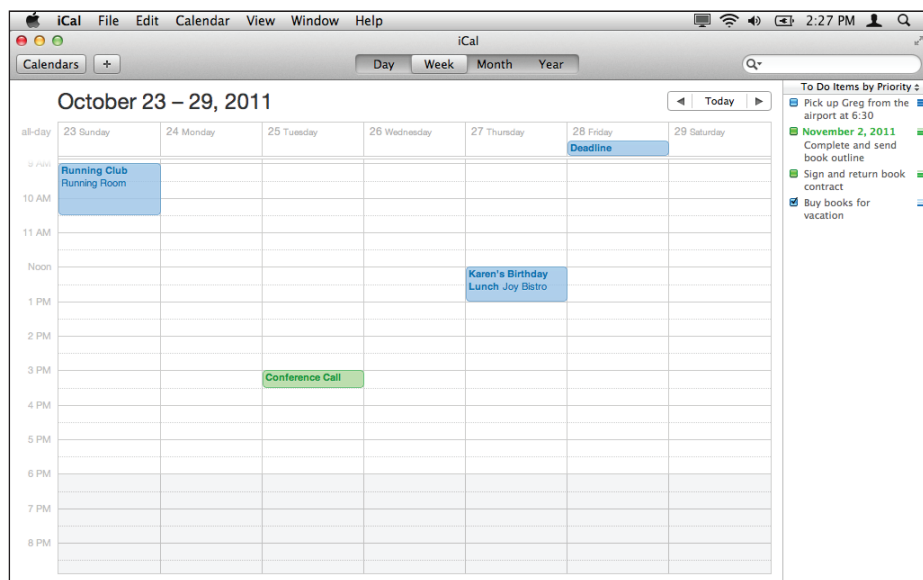 iCal File Edit Calendar View Window Help 2:27 PM
iCal
Calendars + Day Week Month Year
October 23 – 29, 2011
Today
To Do Items by Priority
all-day 23 Sunday 24 Monday 25 Tuesday 26 Wednesday 27 Thursday 28 Friday 29 Saturday
Deadline
9 AM
Running Club
Running Room
10 AM
11 AM
Noon
Karen's Birthday
Lunch Joy Bistro
1 PM
2 PM
3 PM
Conference Call
4 PM
5 PM
6 PM
7 PM
8 PM
Pick up Greg from the
airport at 6:30
November 2, 2011
Complete and send
book outline
Sign and return book
contract
Buy books for
vacation